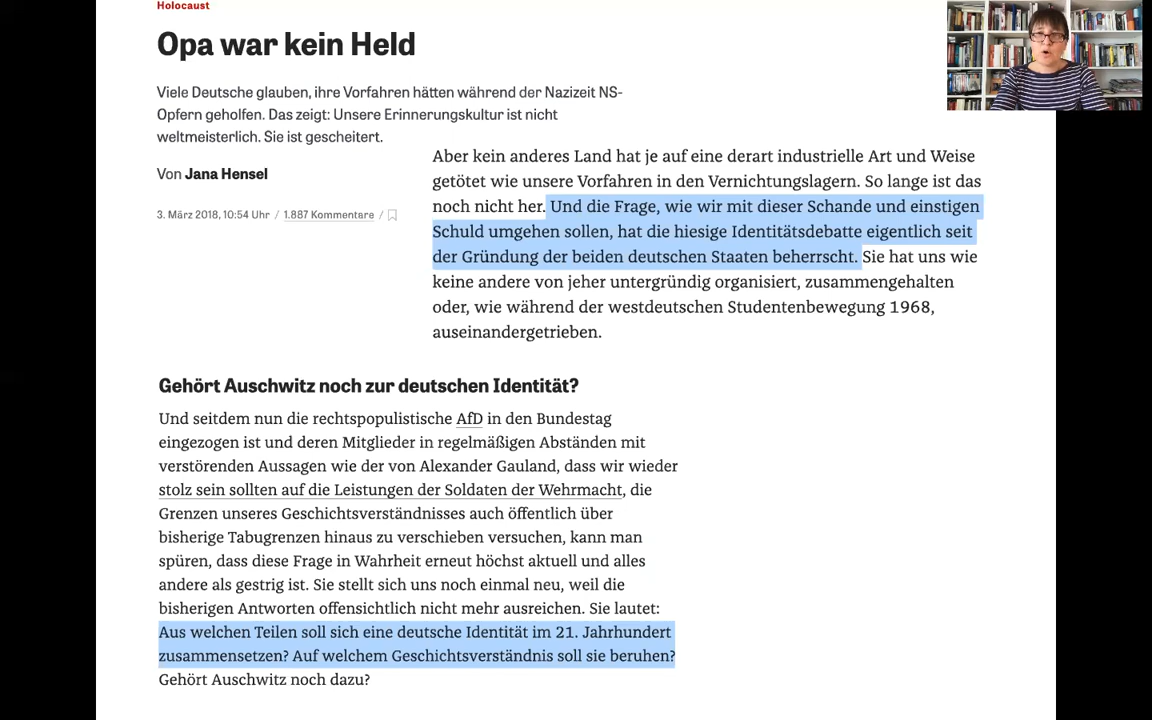 Holocaust
Opa war kein Held
Viele Deutsche glauben, ihre Vorfahren hätten während der Nazizeit NS-
Opfern geholfen. Das zeigt: Unsere Erinnerungskultur ist nicht
weltmeisterlich. Sie ist gescheitert.
Von Jana Hensel
3. März 2018, 10:54 Uhr / 1.887 Kommentare /
Aber kein anderes Land hat je auf eine derart industrielle Art und Weise
getötet wie unsere Vorfahren in den Vernichtungslagern. So lange ist das
noch nicht her. Und die Frage, wie wir mit dieser Schande und einstigen
Schuld umgehen sollen, hat die hiesige Identitätsdebatte eigentlich seit
der Gründung der beiden deutschen Staaten beherrscht. Sie hat uns wie
keine andere von jeher untergründig organisiert, zusammengehalten
oder, wie während der westdeutschen Studentenbewegung 1968,
auseinandergetrieben.
Gehört Auschwitz noch zur deutschen Identität?
Und seitdem nun die rechtspopulistische AfD in den Bundestag
eingezogen ist und deren Mitglieder in regelmäßigen Abständen mit
verstörenden Aussagen wie der von Alexander Gauland, dass wir wieder
stolz sein sollten auf die Leistungen der Soldaten der Wehrmacht, die
Grenzen unseres Geschichtsverständnisses auch öffentlich über
bisherige Tabugrenzen hinaus zu verschieben versuchen, kann man
spüren, dass diese Frage in Wahrheit erneut höchst aktuell und alles
andere als gestrig ist. Sie stellt sich uns noch einmal neu, weil die
bisherigen Antworten offensichtlich nicht mehr ausreichen. Sie lautet:
Aus welchen Teilen soll sich eine deutsche Identität im 21. Jahrhundert
zusammensetzen? Auf welchem Geschichtsverständnis soll sie beruhen?
Gehört Auschwitz noch dazu?